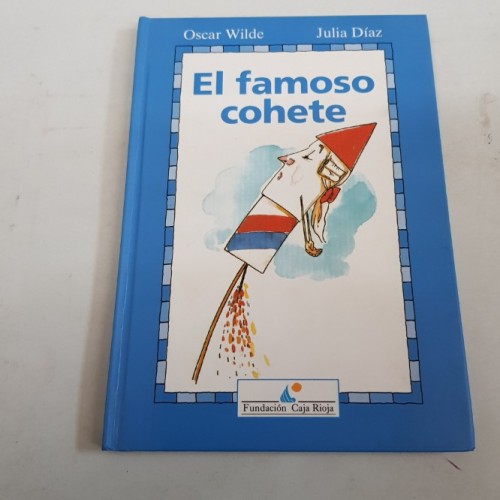 Oscar Wilde Julia Díaz
El famoso
cohete
Fundación Caja Rioja